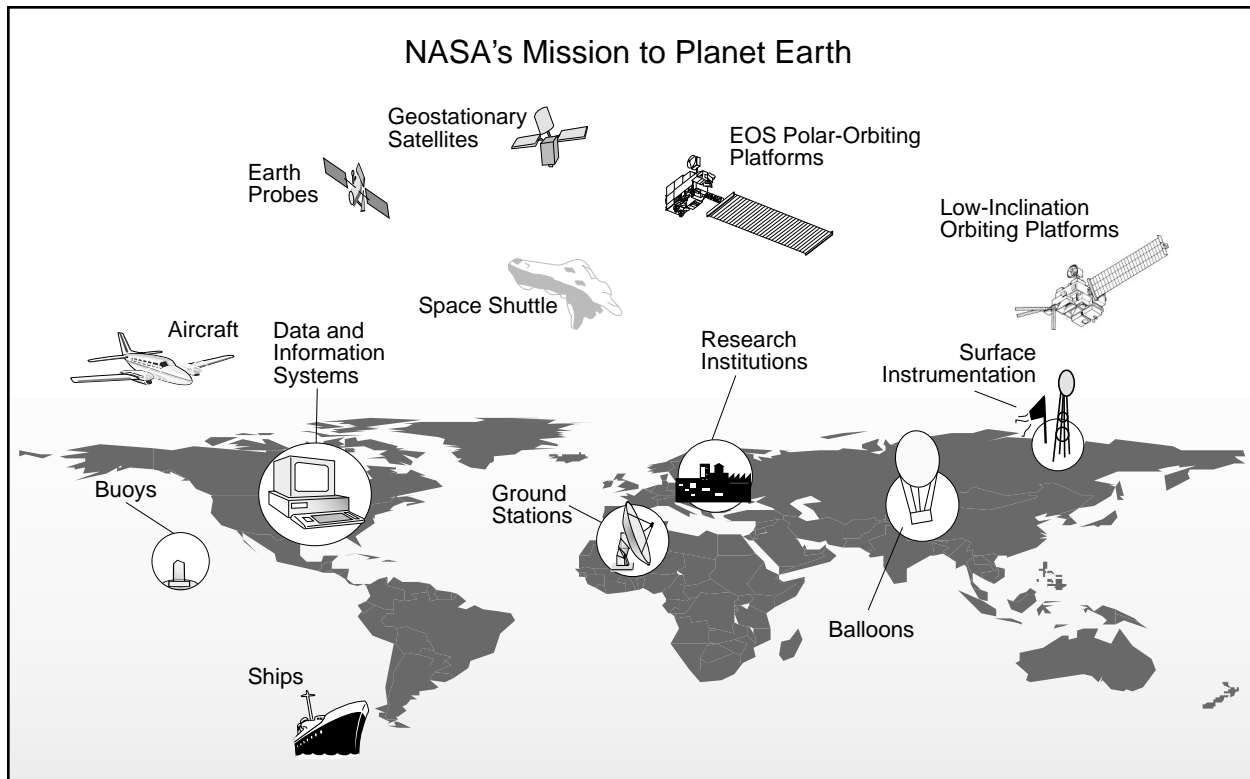 NASA’s Mission to Planet Earth
Geostationary
Satellites
EOS Polar-Orbiting
Platforms
Earth
Probes
Low-Inclination
Orbiting Platforms
Space Shuttle
Aircraft
Data and
Information
Systems
Research
Institutions
Surface
Instrumentation
Buoys
Ground
Stations
Balloons
Ships